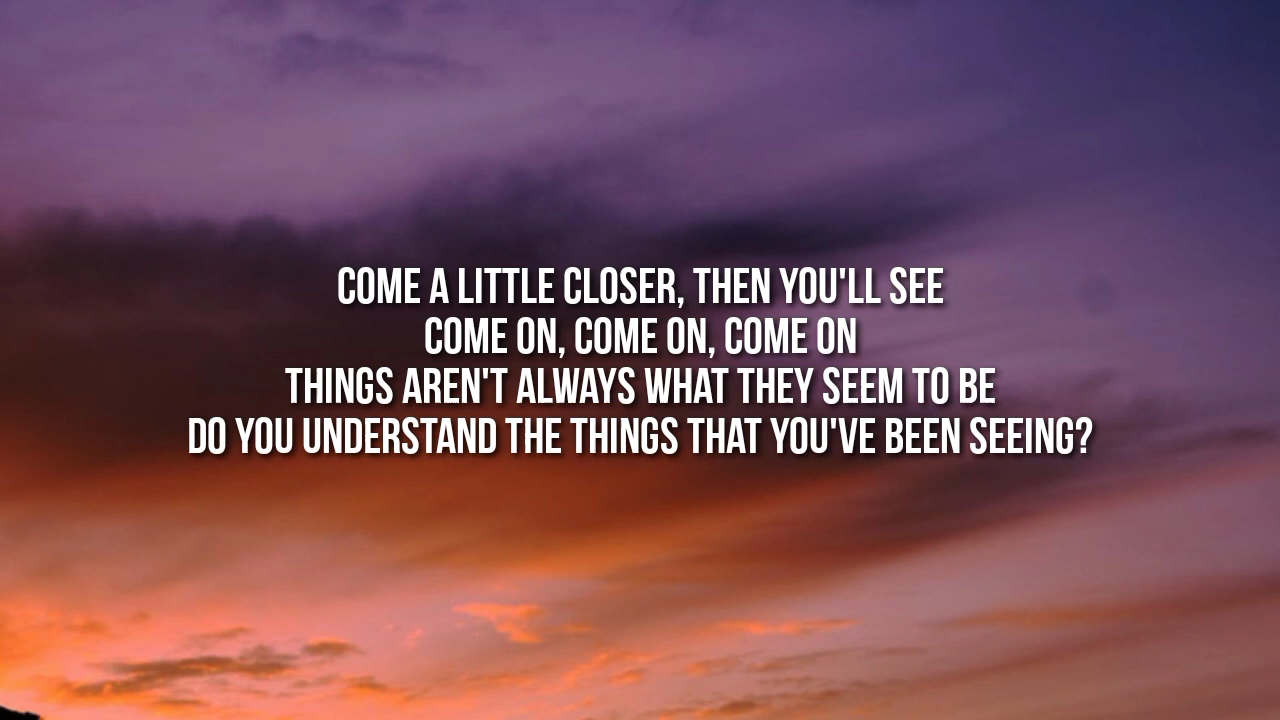 COME A LITTLE CLOSER, THEN YOU'LL SEE
COME ON, COME ON, COME ON
THINGS AREN'T ALWAYS WHAT THEY SEEM TO BE
DO YOU UNDERSTAND THE THINGS THAT YOU'VE BEEN SEEING?